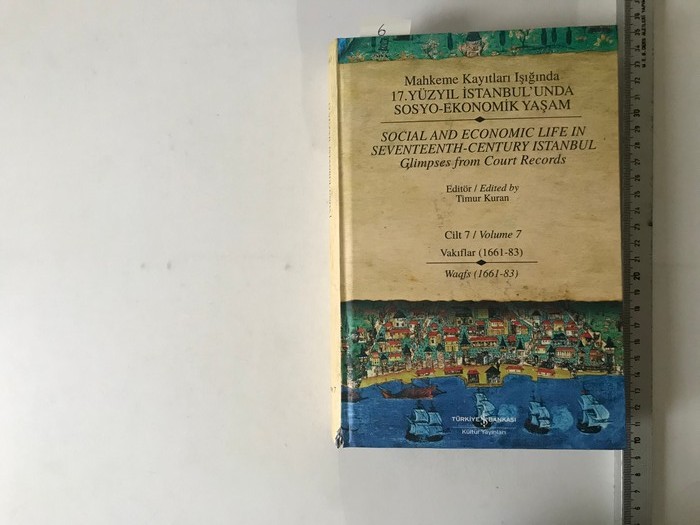 6
Mahkeme Kayıtları Işığında
17. YÜZYIL İSTANBUL'UNDA
SOSYO-EKONOMİK YAŞAM
SOCIAL AND ECONOMIC LIFE IN
SEVENTEENTH-CENTURY ISTANBUL
Glimpses from Court Records
Editör / Edited by
Timur Kuran
Cilt 7 / Volume 7
Vakıflar (1661-83)
Waqfs (1661-83)
TÜRKİYE BANKASI
Kültür Yayınları